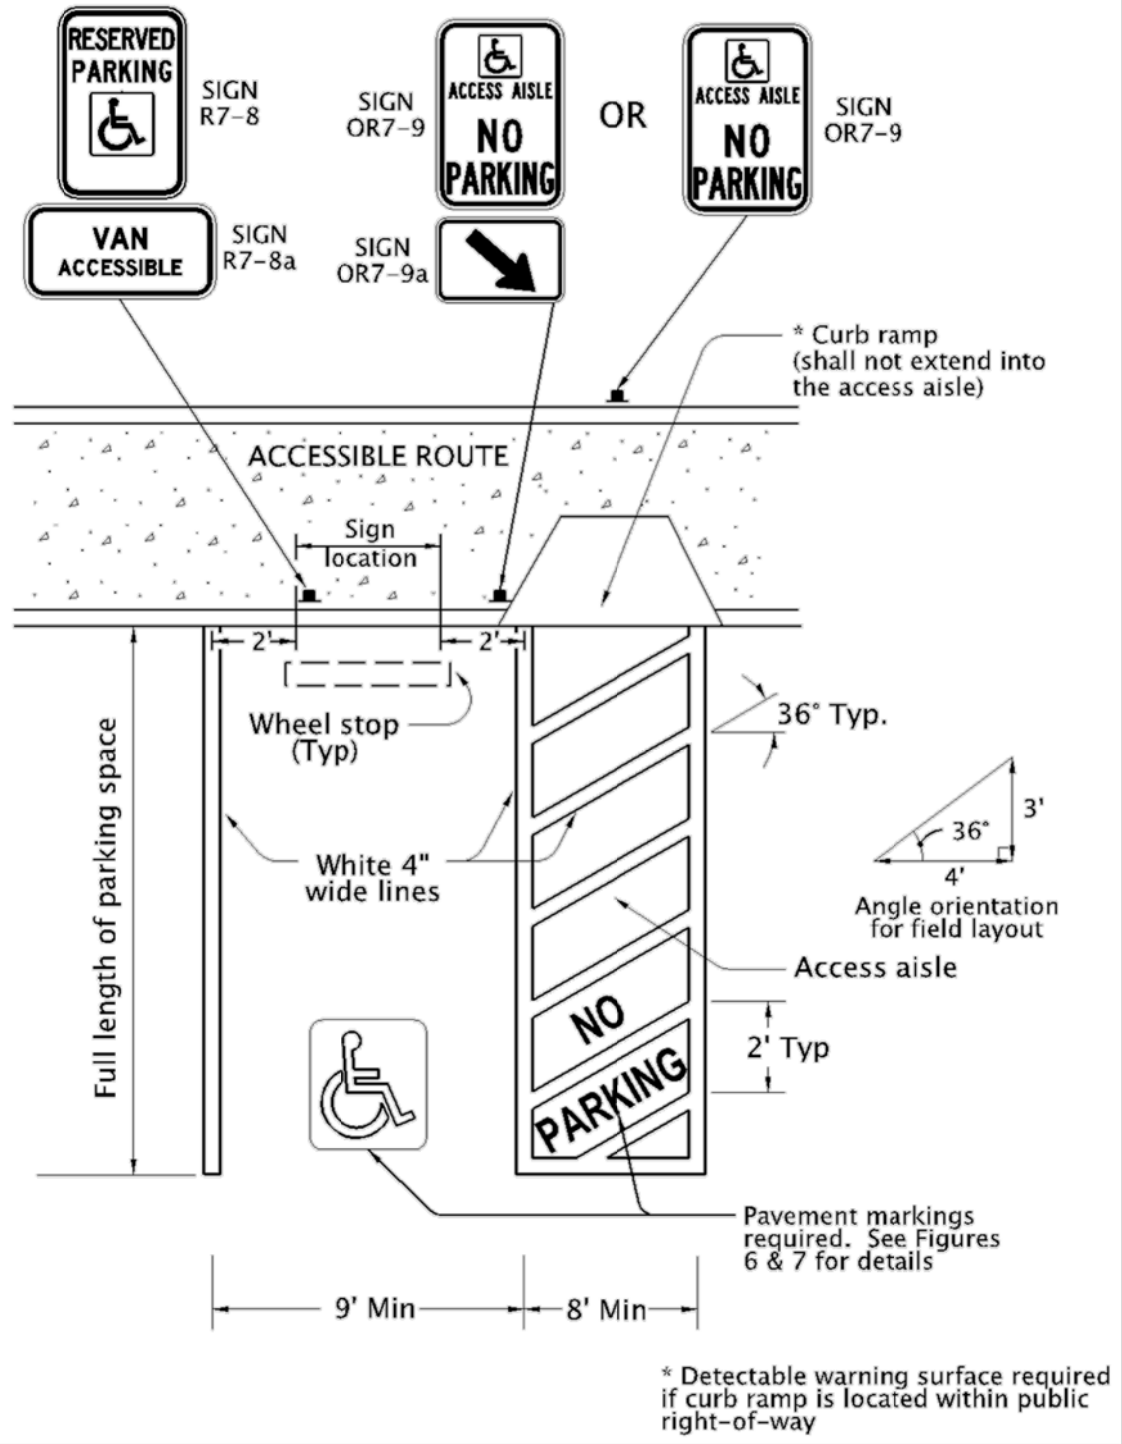 RESERVED
PARKING
SIGN
R7-8
VAN
ACCESSIBLE
SIGN
R7-8a
SIGN
OR7-9
ACCESS AISLE
NO
PARKING
SIGN
OR7-9a
OR
ACCESS AISLE
NO
PARKING
SIGN
OR7-9
* Curb ramp
(shall not extend into
the access aisle)
ACCESSIBLE ROUTE
Sign
location
2'
2'
Wheel stop
(Typ)
36° Typ.
Full length of parking space
White 4"
wide lines
3'
36°
4'
Angle orientation
for field layout
Access aisle
NO
PARKING
2' Typ
Pavement markings
required. See Figures
6 & 7 for details
9' Min
8' Min
* Detectable warning surface required
if curb ramp is located within public
right-of-way